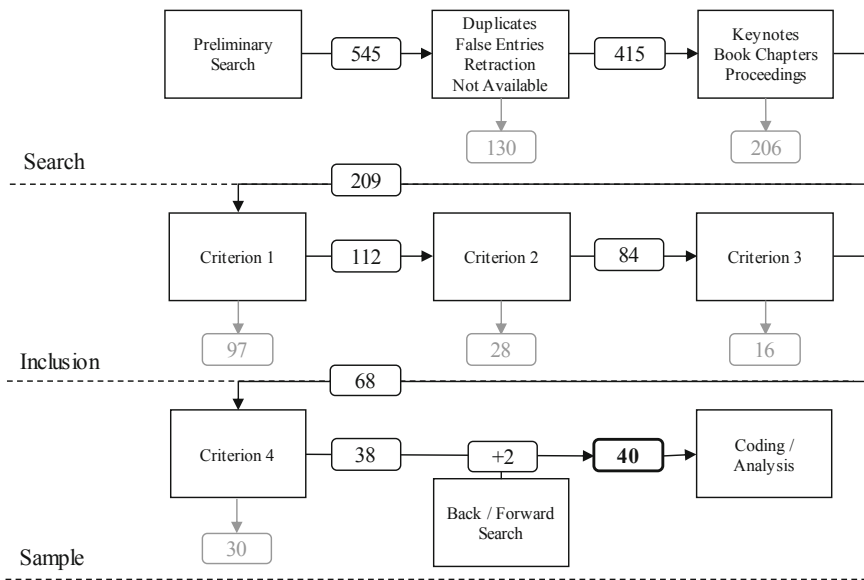 Preliminary
Search
545
Duplicates
False Entries
Retraction
Not Available
415
Keynotes
Book Chapters
Proceedings
130
206
Search
209
Criterion 1
112
Criterion 2
84
Criterion 3
97
28
16
Inclusion
68
Criterion 4
38
+2
40
Coding /
Analysis
Back / Forward
Search
30
Sample